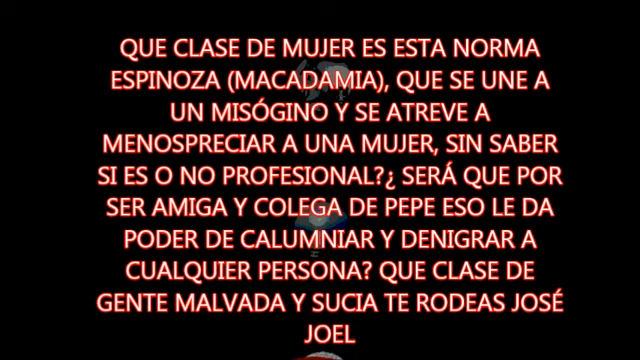 QUE CLASE DE MUJER ES ESTA NORMA
ESPINOZA (MACADAMIA), QUE SE UNE A
UN MISÓGINO Y SE ATREVE A
MENOSPRECIAR A UNA MUJER, SIN SABER
SI ES O NO PROFESIONAL?¿ SERÁ QUE POR
SER AMIGA Y COLEGA DE PEPE ESO LE DA
PODER DE CALUMNIAR Y DENIGRAR A
CUALQUIER PERSONA? QUE CLASE DE
GENTE MALVADA Y SUCIA TE RODEAS JOSÉ
JOEL